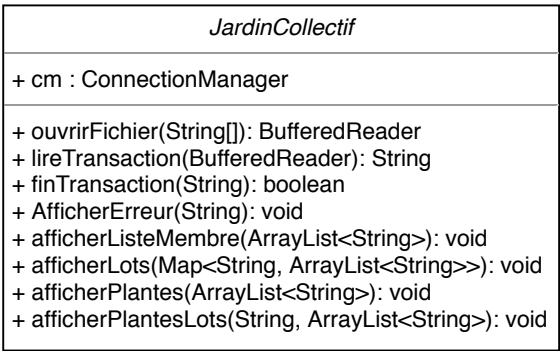 JardinCollectif
+ cm : ConnectionManager
+ ouvrirFichier(String[]): BufferedReader
+ lireTransaction(BufferedReader): String
+ finTransaction(String): boolean
+ AfficherErreur(String): void
+ afficherListeMembre(ArrayList<String>): void
+ afficherLots(Map<String, ArrayList<String>>): void
+ afficherPlantes(ArrayList<String>): void
+ afficherPlantesLots(String, ArrayList<String>): void